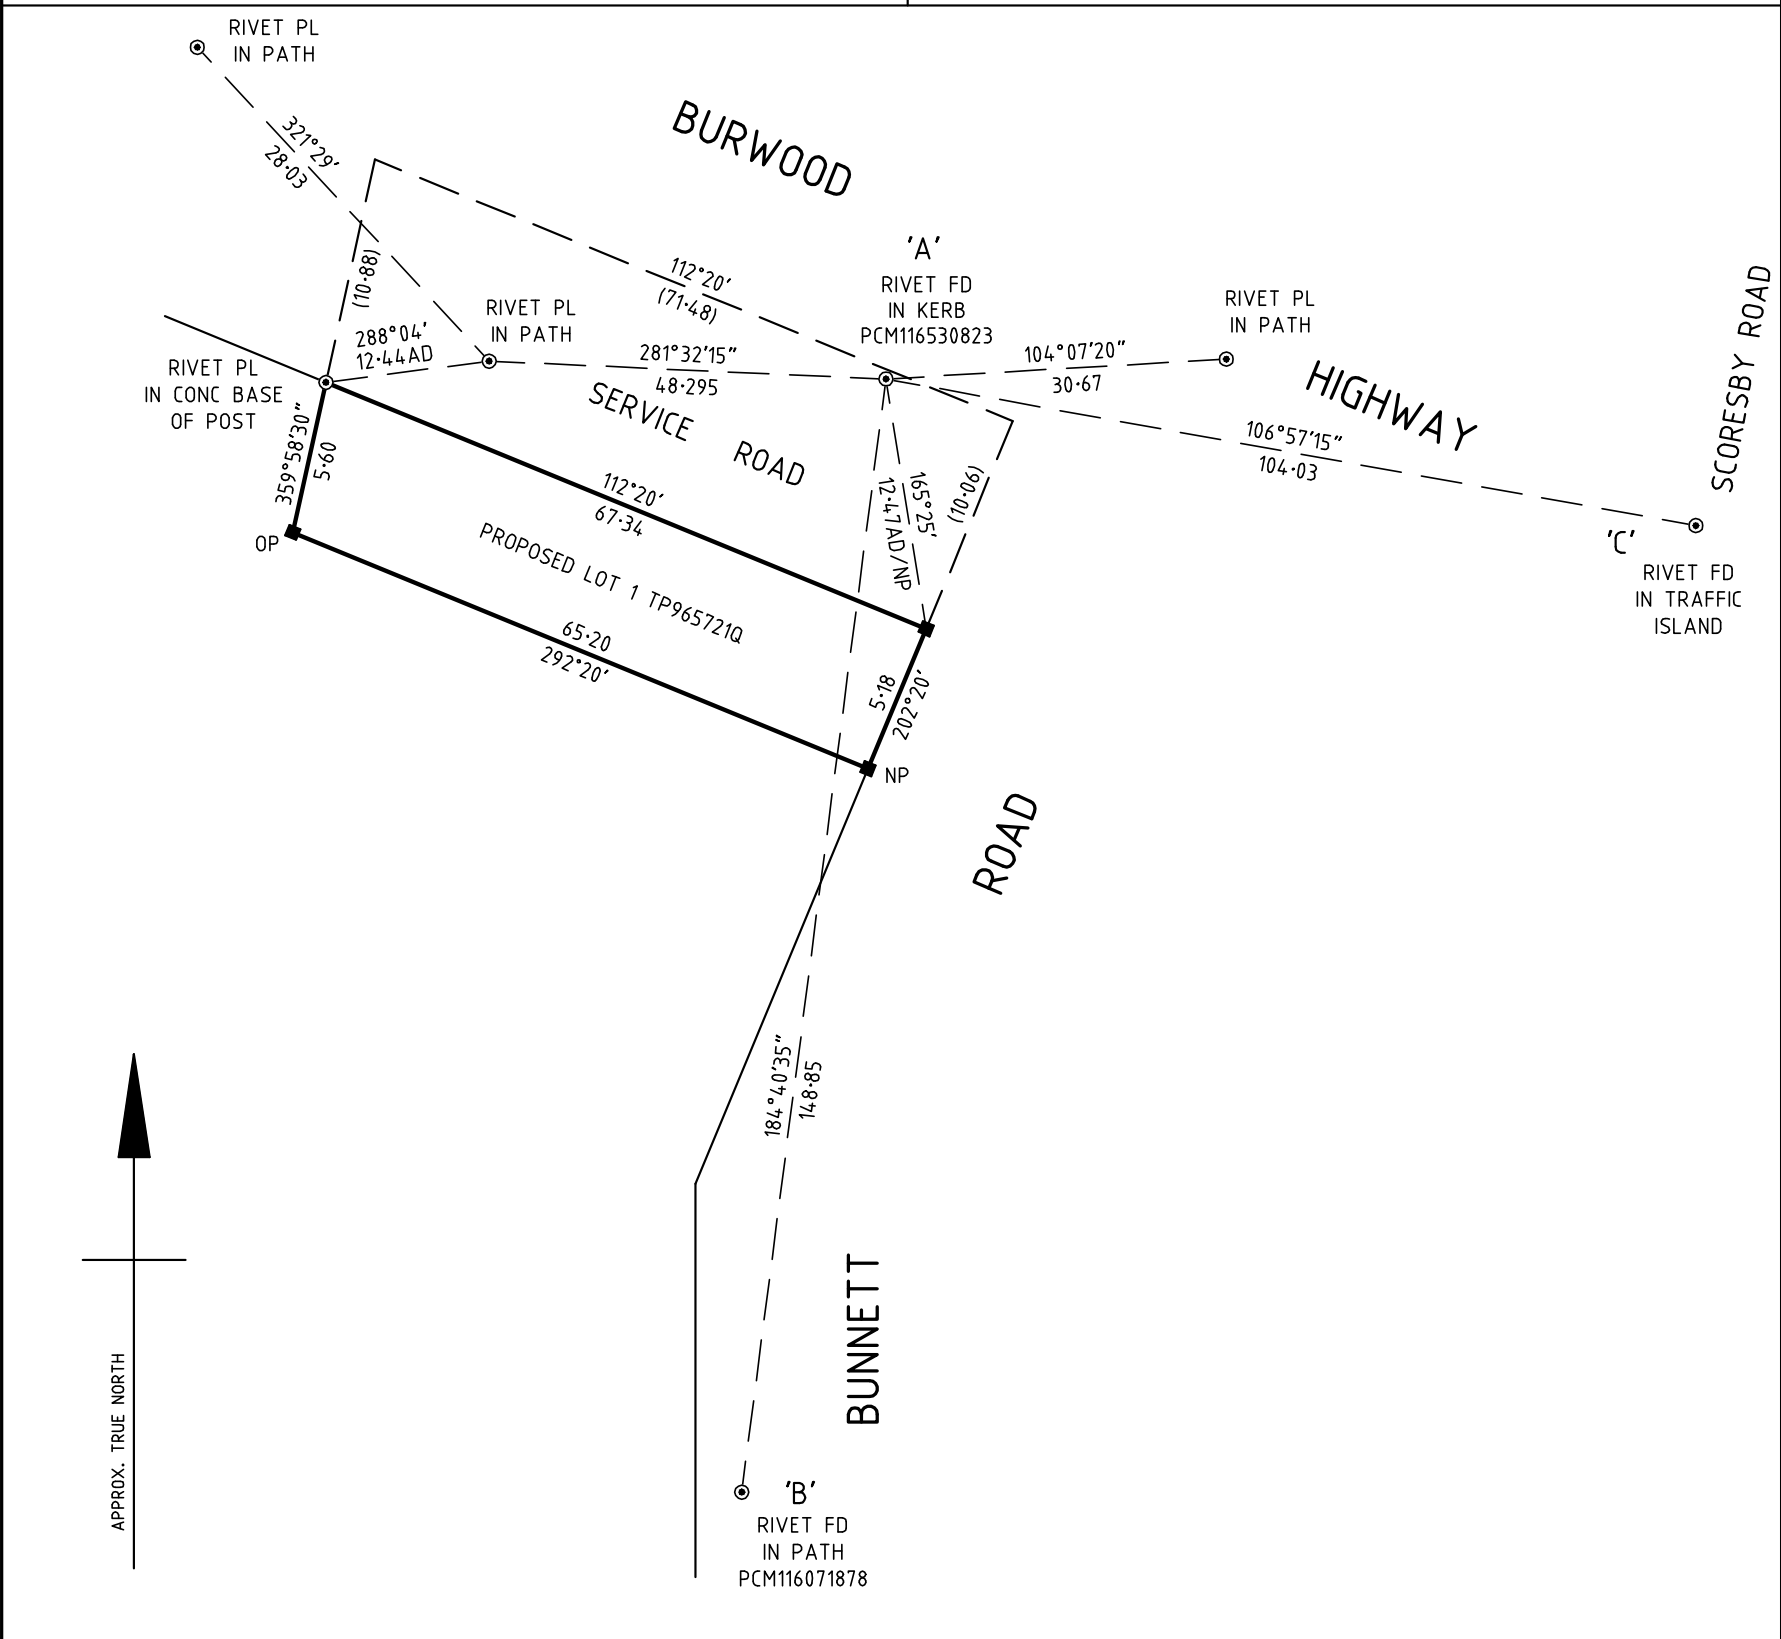 RIVET PL
IN PATH
321°29'
28·03
BURWOOD
'A'
RIVET FD
IN KERB
PCM116530823
112°20'
(71·48)
(10·88)
RIVET PL
IN PATH
288°04'
12·44AD
281°32'15"
48·295
RIVET PL
IN PATH
104°07'20"
30·67
HIGHWAY
SCORESBY ROAD
106°57'15"
104·03
'C'
RIVET FD
IN TRAFFIC
ISLAND
RIVET PL
IN CONC BASE
OF POST
359°58'30"
5·60
OP
SERVICE ROAD
112°20'
67·34
PROPOSED LOT 1 TP965721Q
65·20
292°20'
165°25'
12·47AD/NP
(10·06)
5·18
202°20'
NP
ROAD
184°40'35"
148·85
BUNNETT
APPROX. TRUE NORTH
'B'
RIVET FD
IN PATH
PCM116071878